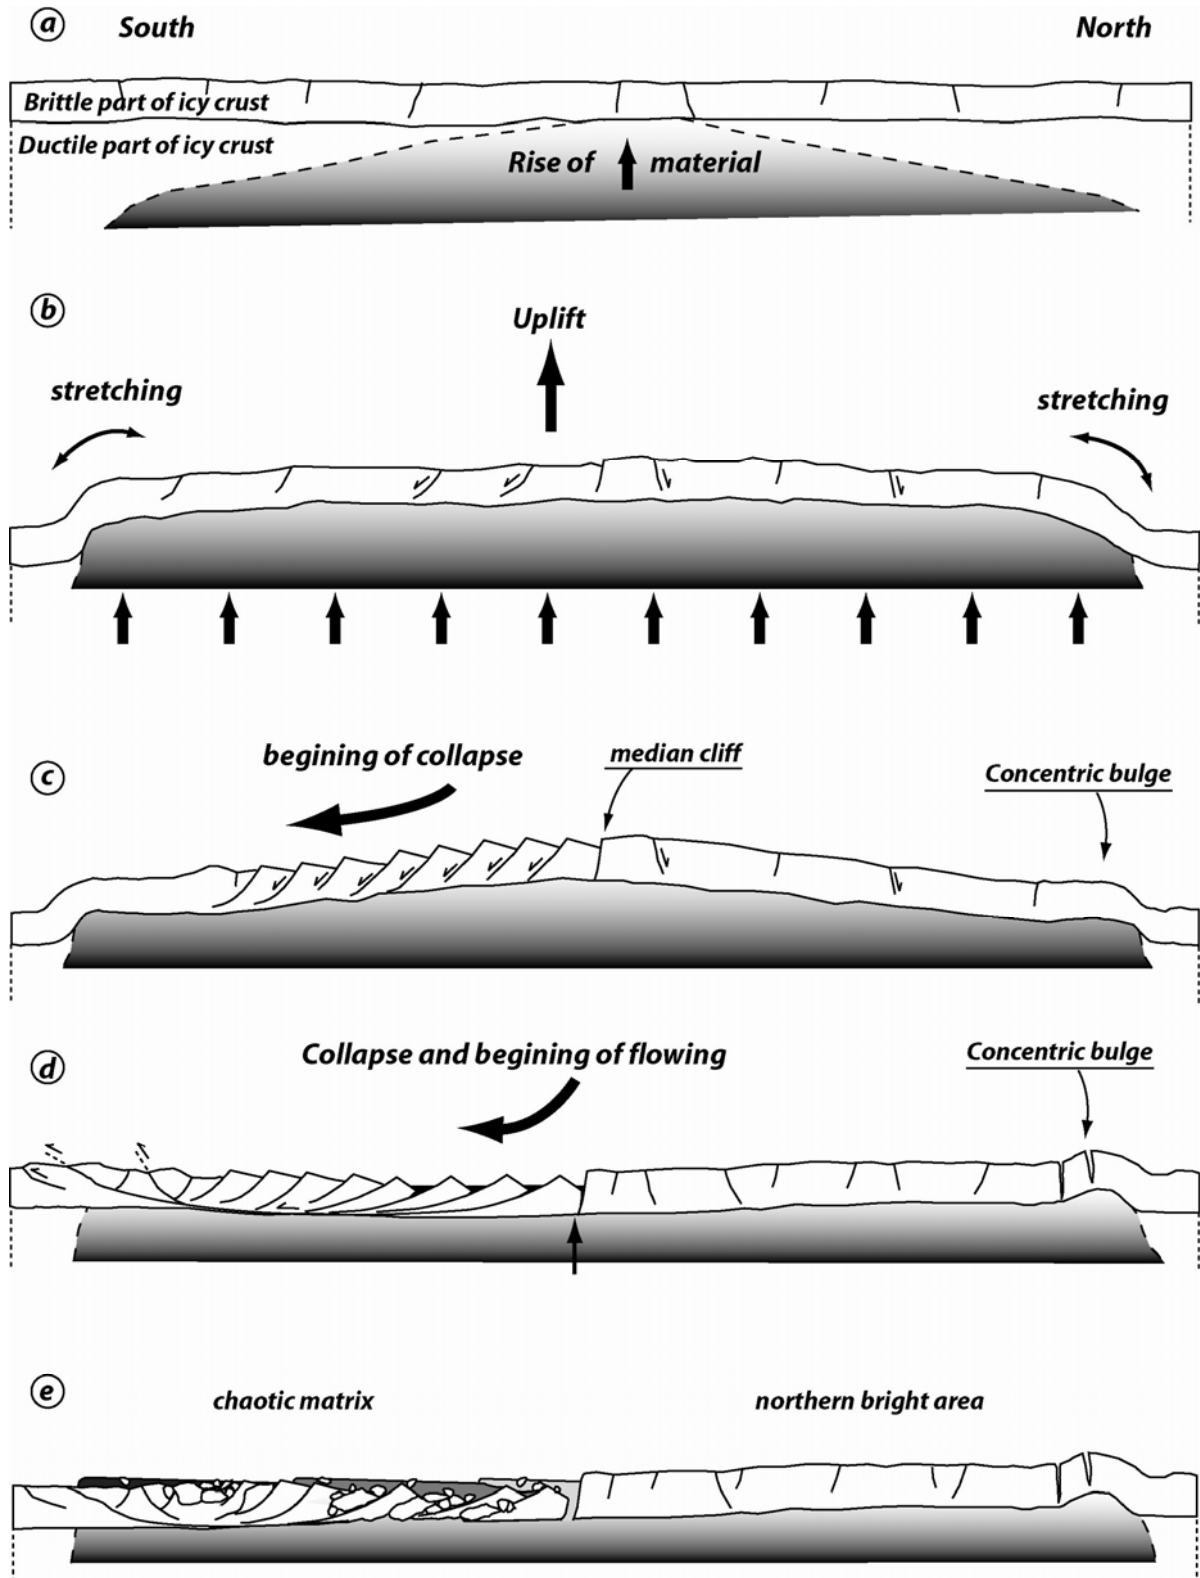 a
South
North
Brittle part of icy crust
Ductile part of icy crust
Rise of material
b
Uplift
stretching
stretching
c
begining of collapse
median cliff
Concentric bulge
d
Collapse and begining of flowing
Concentric bulge
e
chaotic matrix
northern bright area